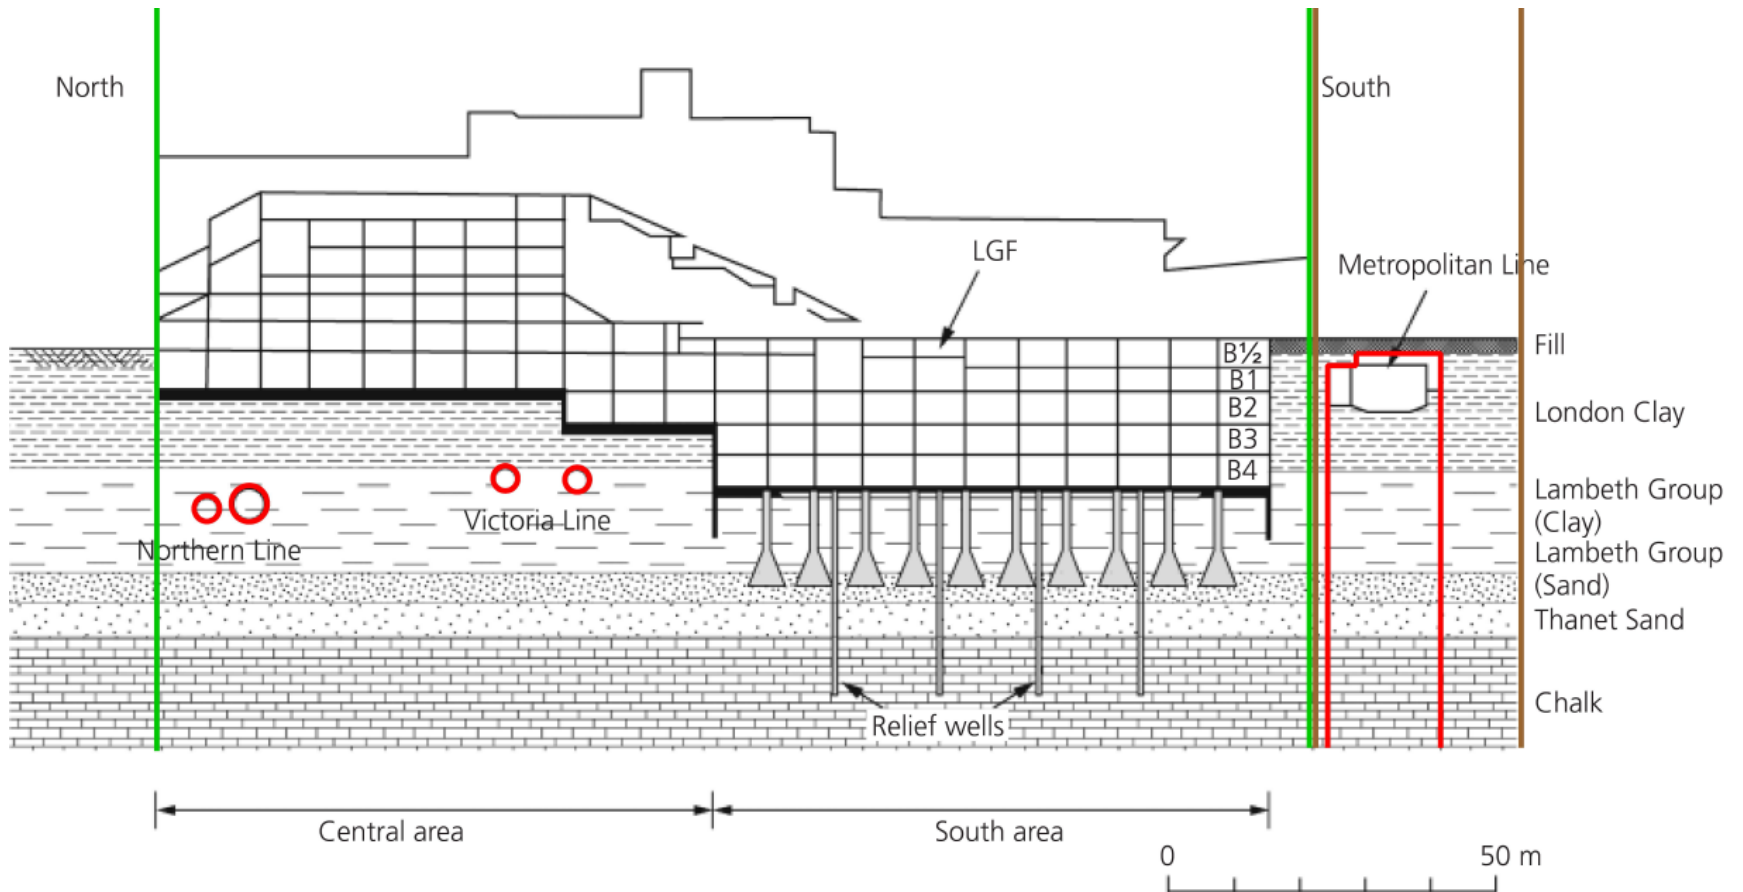 North
South
LGF
Metropolitan Line
Fill
B½
B1
B2
London Clay
B3
B4
Lambeth Group
(Clay)
Victoria Line
Northern Line
Lambeth Group
(Sand)
Thanet Sand
Chalk
Relief wells
Central area
South area
0
50 m